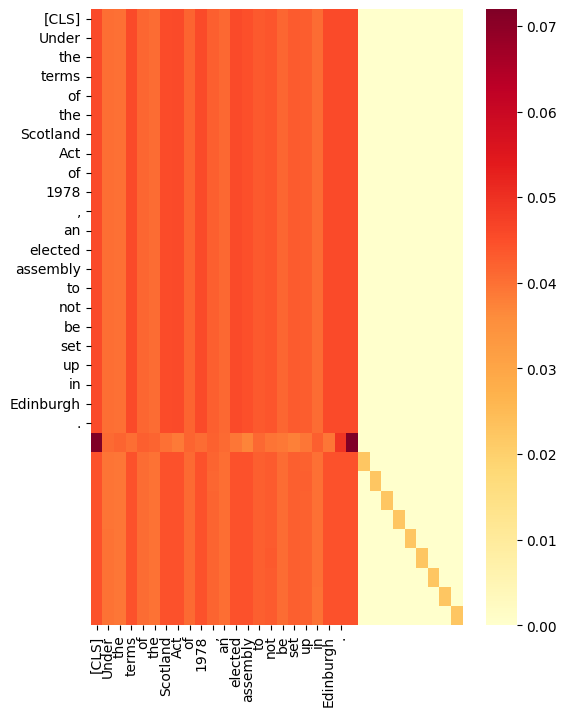 [CLS]
Under
the
terms
of
the
Scotland
Act
of
1978
,
an
elected
assembly
to
not
be
set
up
in
Edinburgh
.
[CLS]
Under
the
terms
of
the
Scotland
Act
of
1978
,
an
elected
assembly
to
not
be
set
up
in
Edinburgh
.
0.07
0.06
0.05
0.04
0.03
0.02
0.01
0.00